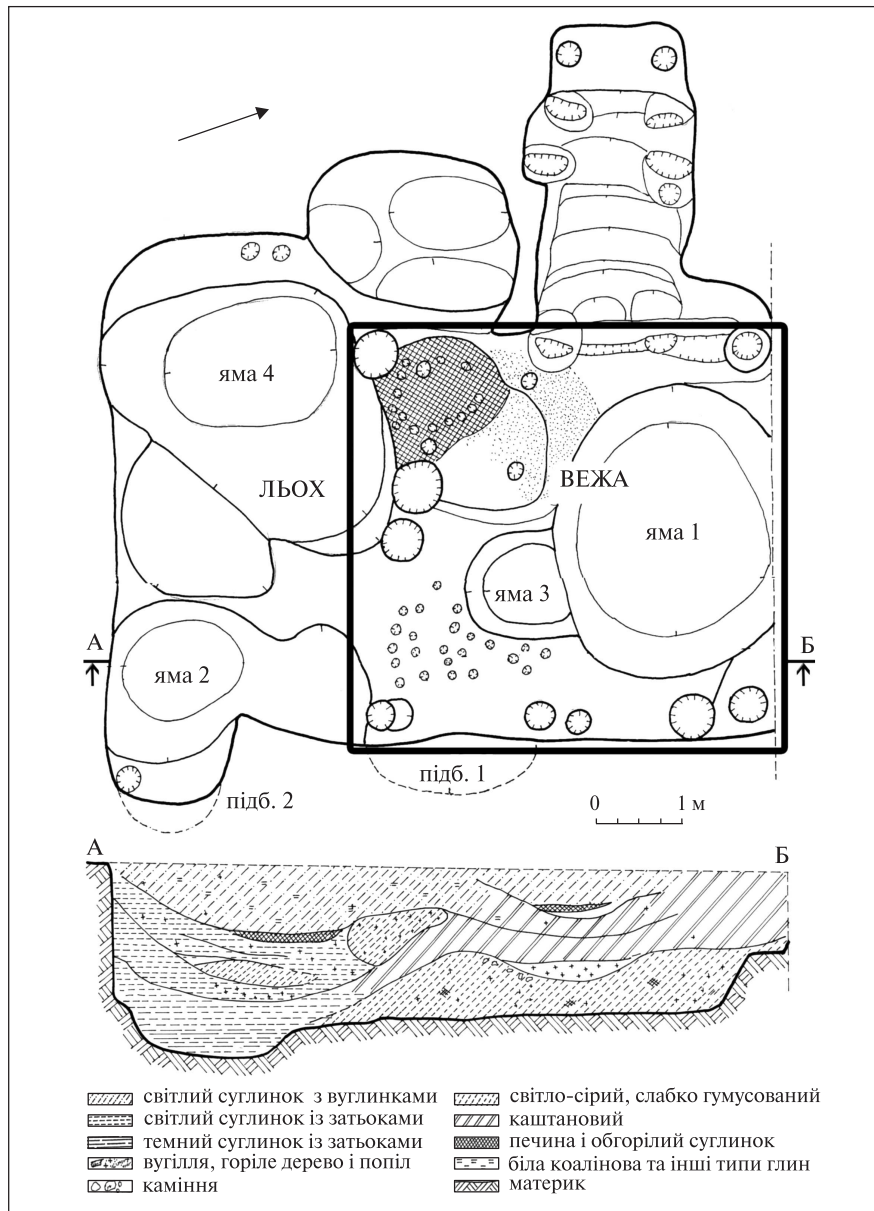 яма 4
ЛЬОХ
ВЕЖА
яма 1
яма 3
А
Б
яма 2
підб. 1
підб. 2
0 1 м
А
Б
світлий суглинок з вуглинками
світлий суглинок із затьоками
темний суглинок із затьоками
вугілля, горіле дерево і попіл
каміння
світло-сірий, слабко гумусований
каштановий
печина і обгорілий суглинок
біла коалінова та інші типи глин
материк